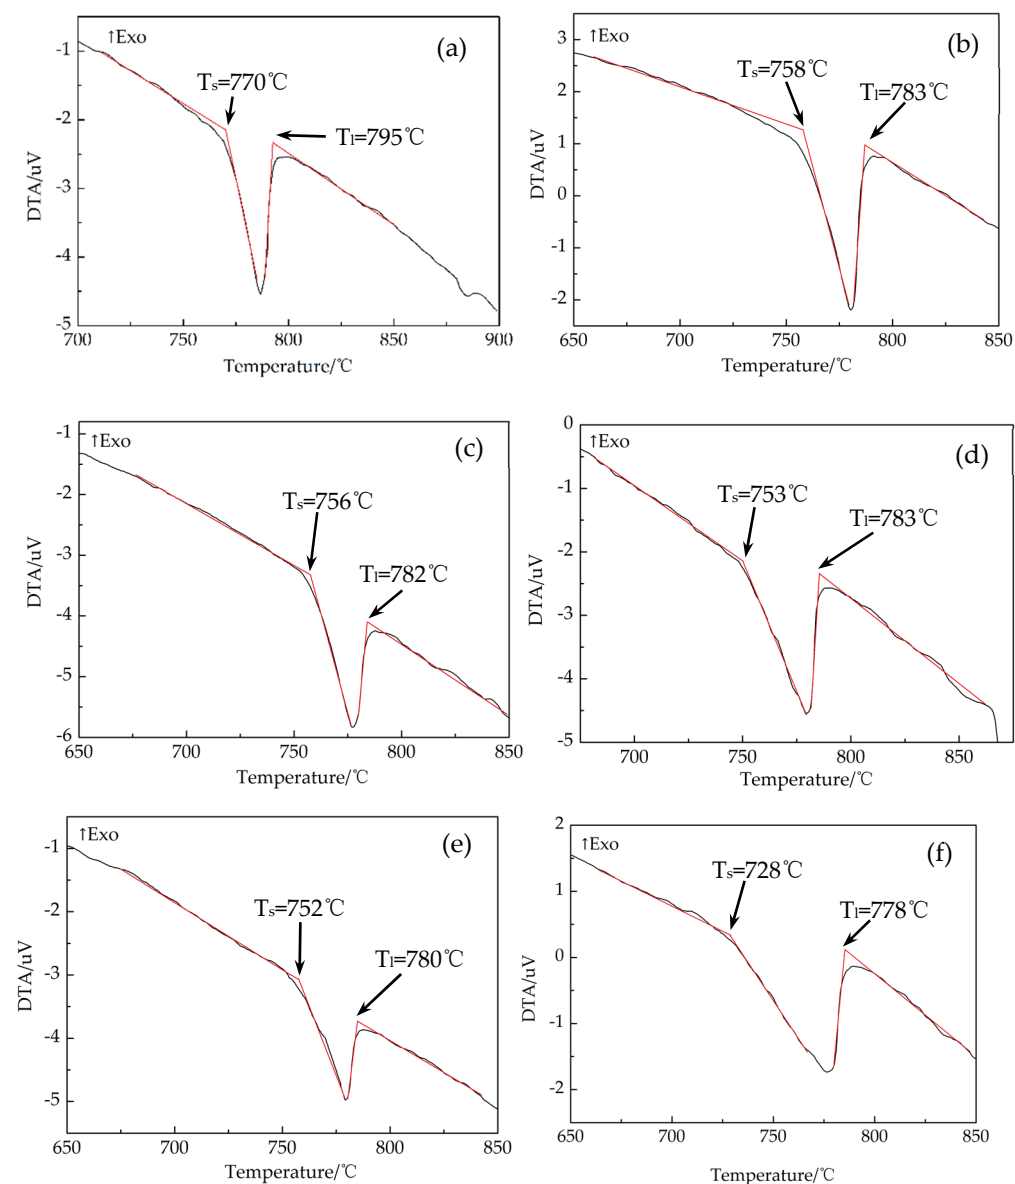 ↑Exo
(a)
Ts=770℃
Tl=795℃
-1
-2
-3
-4
-5
DTA/uV
700 750 800 850 900
Temperature/℃
↑Exo
(b)
Ts=758℃
Tl=783℃
3
2
1
0
-1
-2
DTA/uV
650 700 750 800 850
Temperature/℃
↑Exo
(c)
Ts=756℃
Tl=782℃
-1
-2
-3
-4
-5
-6
DTA/uV
650 700 750 800 850
Temperature/℃
↑Exo
(d)
Ts=753℃
Tl=783℃
0
-1
-2
-3
-4
-5
DTA/uV
700 750 800 850
Temperature/℃
↑Exo
(e)
Ts=752℃
Tl=780℃
-1
-2
-3
-4
-5
DTA/uV
650 700 750 800 850
Temperature/℃
↑Exo
(f)
Ts=728℃
Tl=778℃
2
1
0
-1
-2
DTA/uV
650 700 750 800 850
Temperature/℃